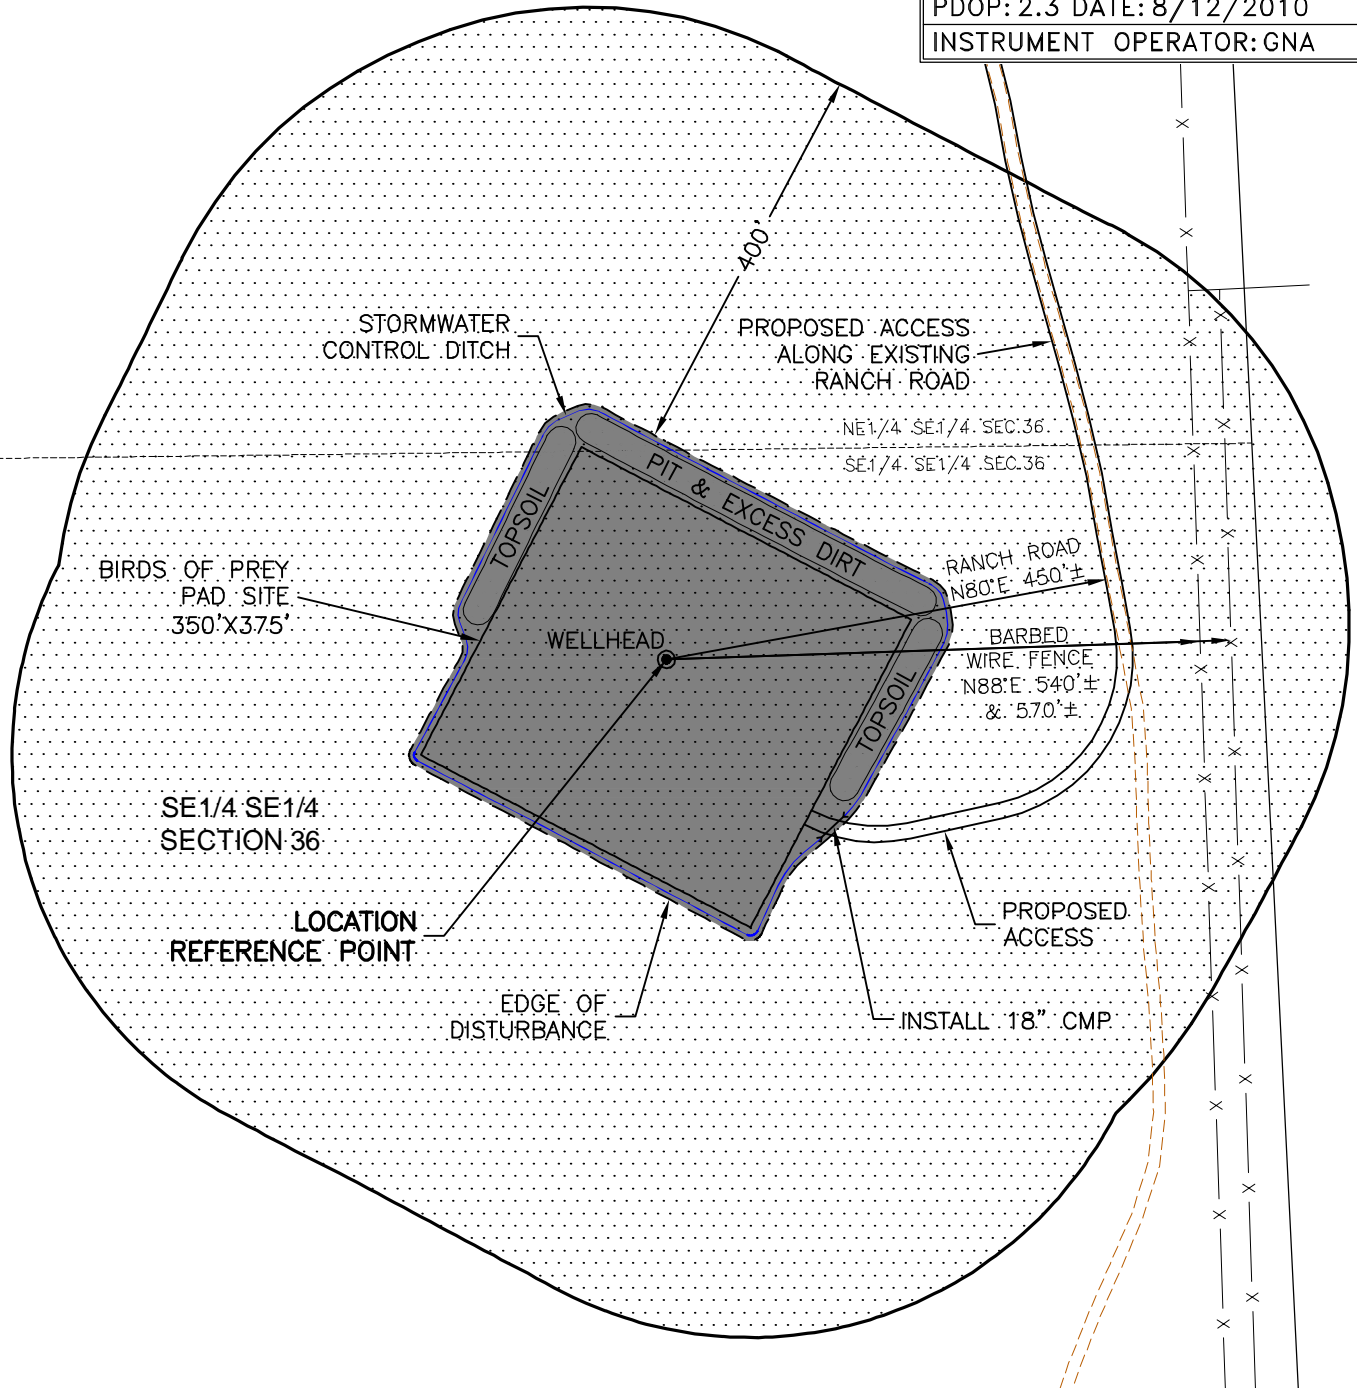 PDOP: 2.3 DATE: 8/12/2010
INSTRUMENT OPERATOR: GNA
400'
STORMWATER
CONTROL DITCH
PROPOSED ACCESS
ALONG EXISTING
RANCH ROAD
NE1/4 SE1/4 SEC.36
SE1/4 SE1/4 SEC.36
PIT & EXCESS DIRT
TOPSOIL
RANCH ROAD
N80°E 450'±
BIRDS OF PREY
PAD SITE
350'X375'
WELLHEAD
BARBED
WIRE FENCE
N88°E 540'±
& 570'±
TOPSOIL
SE1/4 SE1/4
SECTION 36
LOCATION
REFERENCE POINT
PROPOSED
ACCESS
EDGE OF
DISTURBANCE
INSTALL 18" CMP